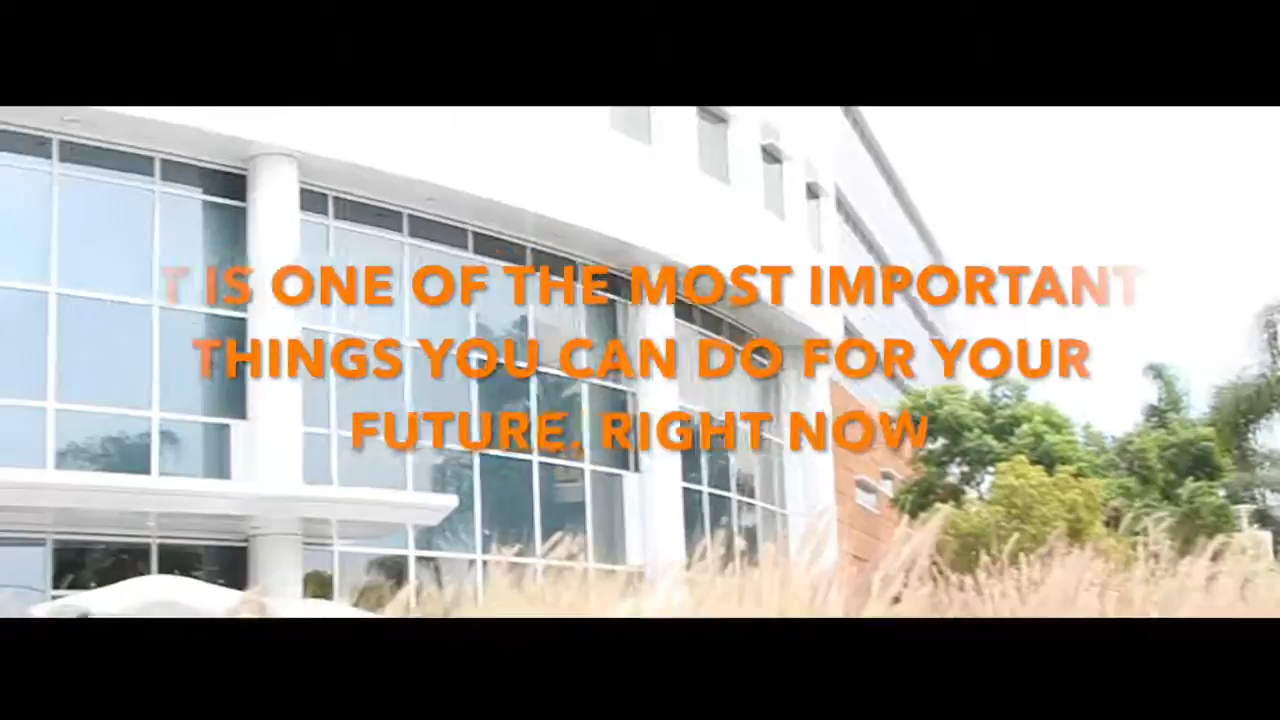 T IS ONE OF THE MOST IMPORTANT
THINGS YOU CAN DO FOR YOUR
FUTURE, RIGHT NOW